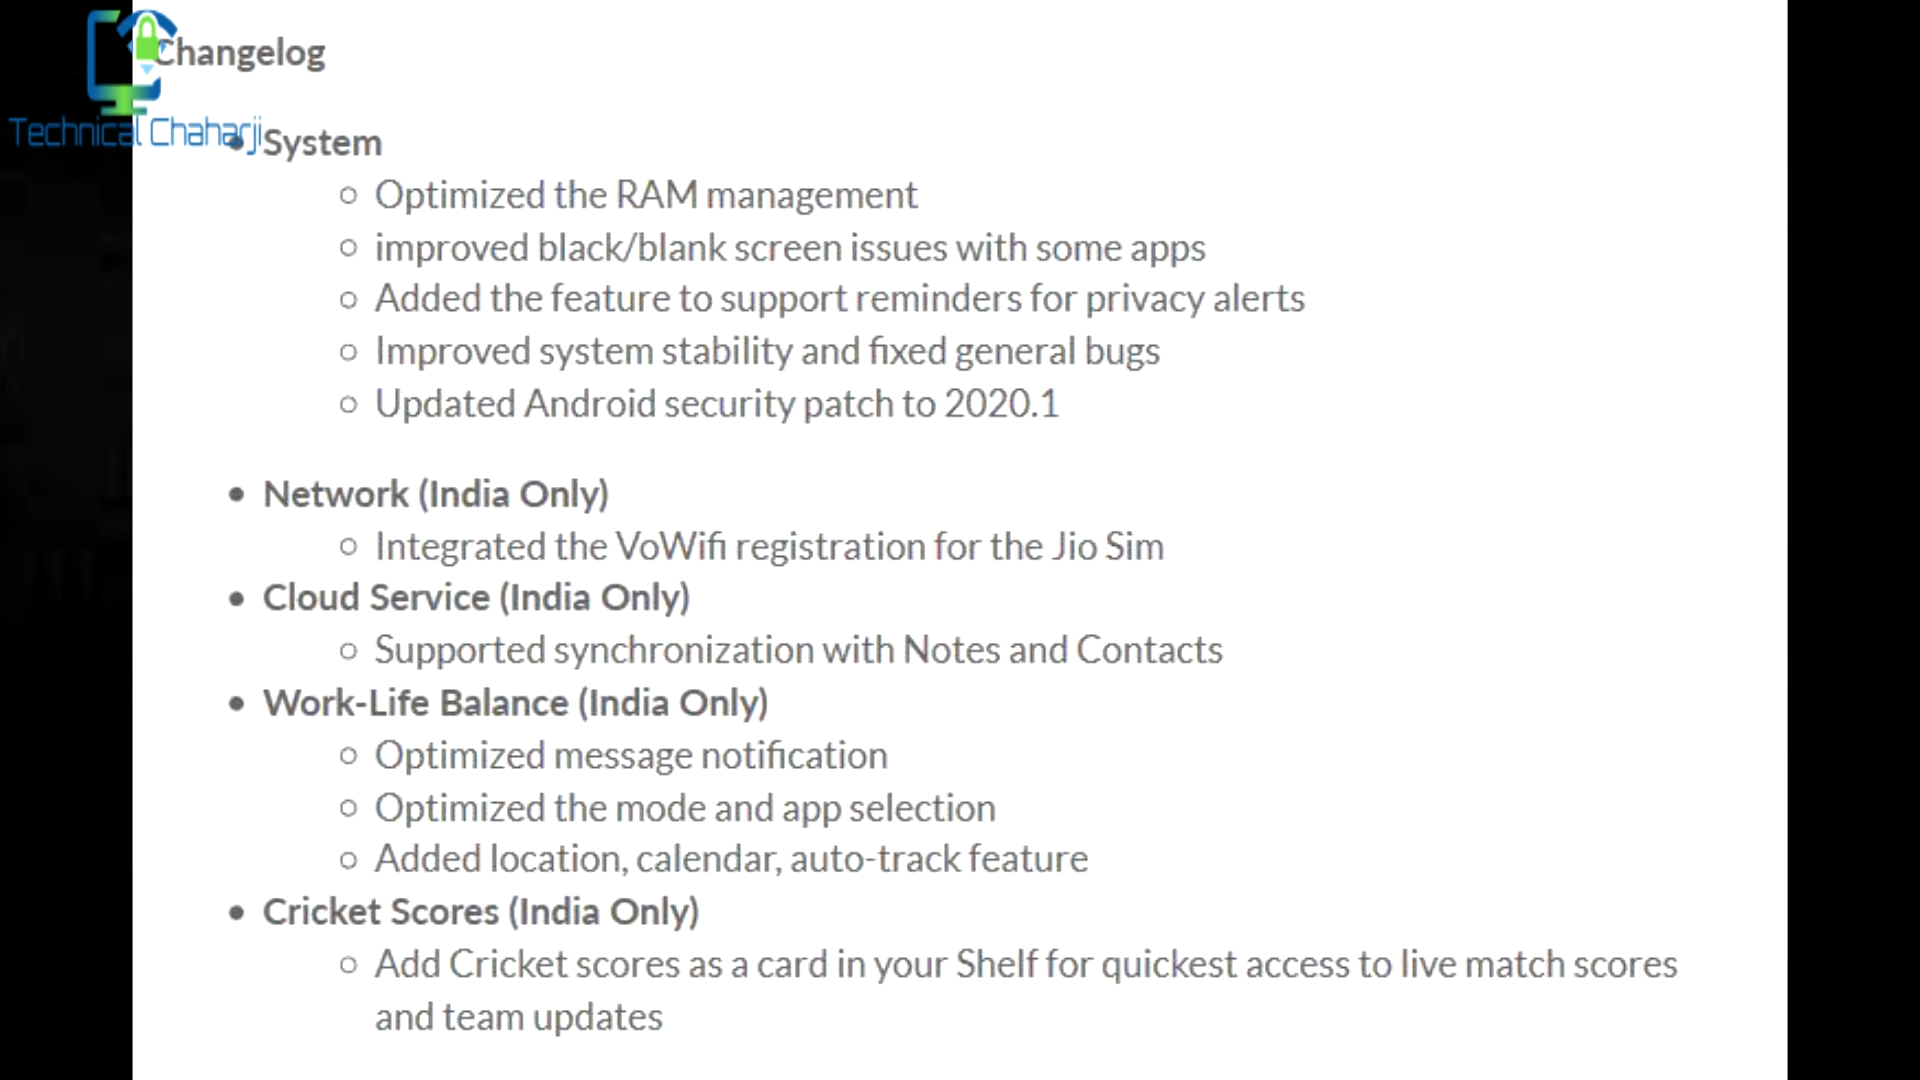 Changelog
Technical Chaharji
• System
○ Optimized the RAM management
○ improved black/blank screen issues with some apps
○ Added the feature to support reminders for privacy alerts
○ Improved system stability and fixed general bugs
○ Updated Android security patch to 2020.1
• Network (India Only)
○ Integrated the VoWifi registration for the Jio Sim
• Cloud Service (India Only)
○ Supported synchronization with Notes and Contacts
• Work-Life Balance (India Only)
○ Optimized message notification
○ Optimized the mode and app selection
○ Added location, calendar, auto-track feature
• Cricket Scores (India Only)
○ Add Cricket scores as a card in your Shelf for quickest access to live match scores
and team updates